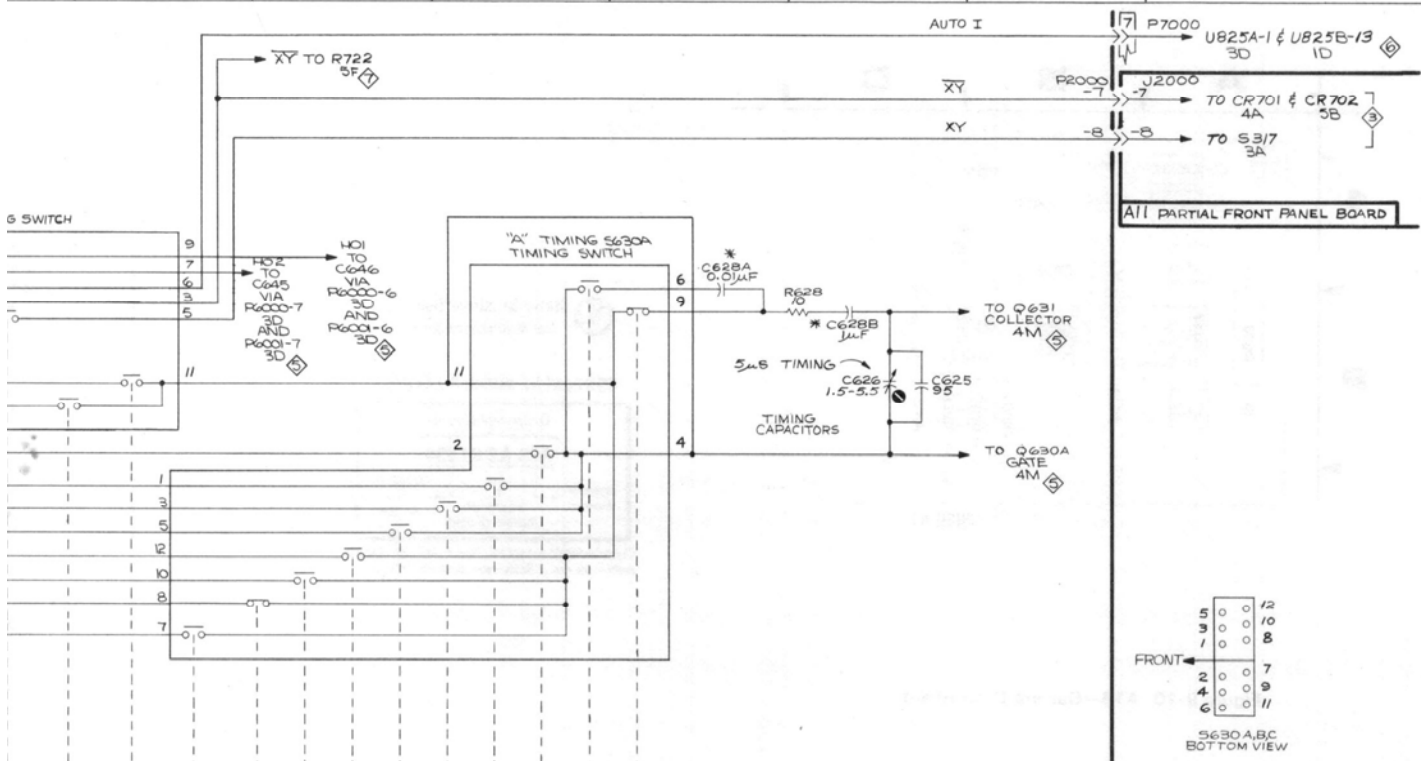 AUTO I
7 P7000
U825A-1 & U825B-13
3D 1D
6
XY TO R722
5F
7
P2000 J2000
XY
-7 -7
TO CR701 & CR702
4A 5B
3
XY
-8 -8
TO S317
3A
A11 PARTIAL FRONT PANEL BOARD
G SWITCH
9
7
6
3
5
11
HO2
TO
C645
VIA
P6000-7
3D
AND
P6001-7
3D
5
HO1
TO
C646
VIA
P6000-6
3D
AND
P6001-6
3D
5
"A" TIMING S630A
TIMING SWITCH
6
9
*
C628A
0.01µF
R628
10
* C628B
1µF
TO Q631
COLLECTOR
4M
5
5µS TIMING
C626
1.5-5.5
C625
95
TIMING
CAPACITORS
2
4
TO Q630A
GATE
4M
5
1
3
5
12
10
8
7
5 12
3 10
1 8
FRONT
2 7
4 9
6 11
S630A,B,C
BOTTOM VIEW